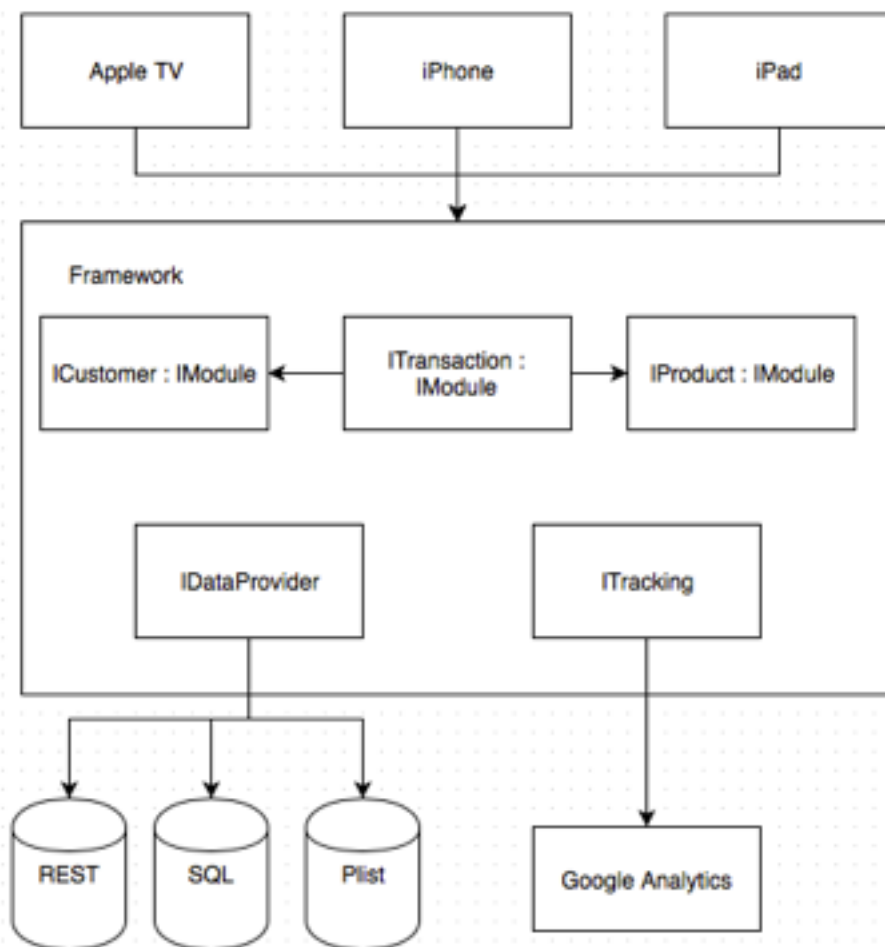 Apple TV
iPhone
iPad
Framework
ICustomer : IModule
ITransaction :
IModule
IProduct : IModule
IDataProvider
ITracking
REST
SQL
Plist
Google Analytics